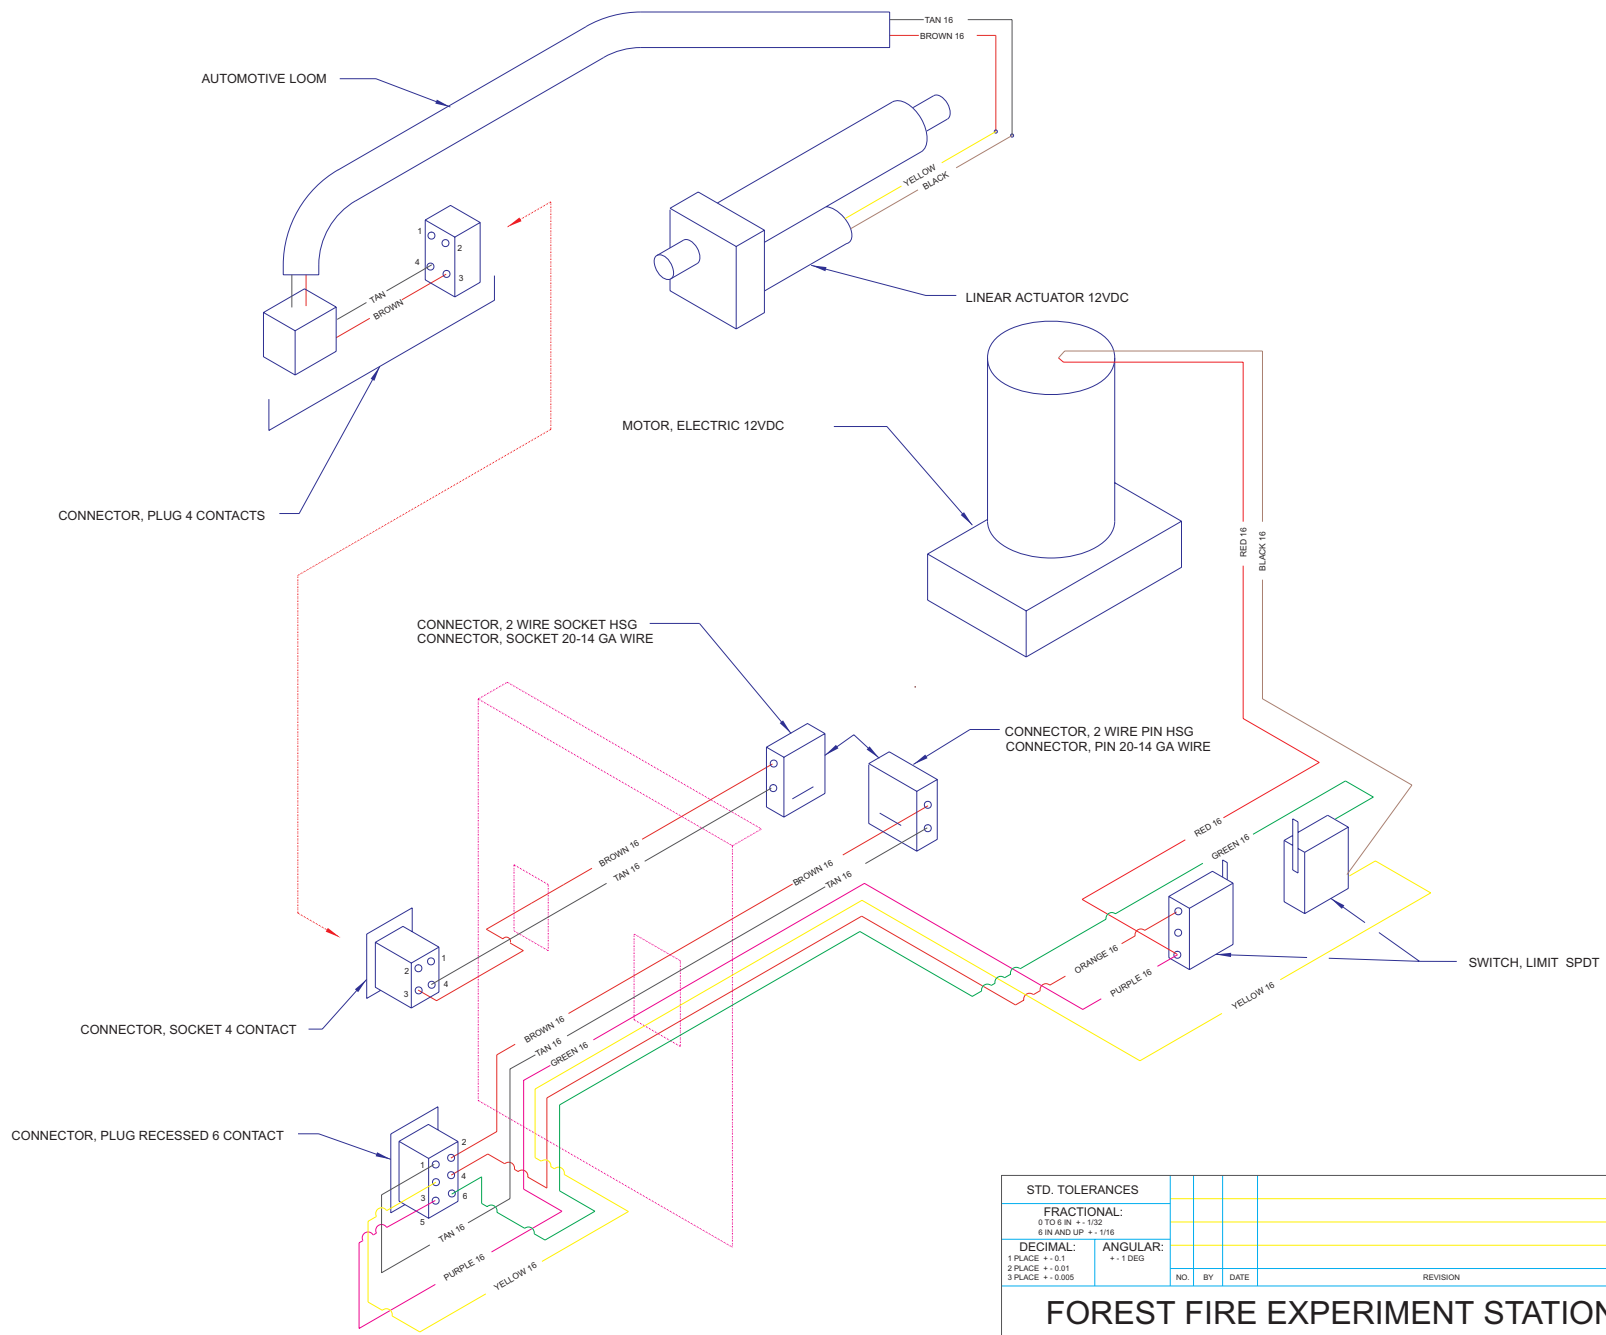 TAN 16
BROWN 16
AUTOMOTIVE LOOM
YELLOW
BLACK
1
2
4
3
TAN
BROWN
LINEAR ACTUATOR 12VDC
MOTOR, ELECTRIC 12VDC
CONNECTOR, PLUG 4 CONTACTS
RED 16
BLACK 16
CONNECTOR, 2 WIRE SOCKET HSG
CONNECTOR, SOCKET 20-14 GA WIRE
CONNECTOR, 2 WIRE PIN HSG
CONNECTOR, PIN 20-14 GA WIRE
RED 16
GREEN 16
BROWN 16
TAN 16
BROWN 16
TAN 16
ORANGE 16
PURPLE 16
YELLOW 16
SWITCH, LIMIT SPDT
1
2
4
3
CONNECTOR, SOCKET 4 CONTACT
BROWN 16
TAN 16
GREEN 16
CONNECTOR, PLUG RECESSED 6 CONTACT
2
1
4
3
6
5
TAN 16
PURPLE 16
YELLOW 16
STD. TOLERANCES
FRACTIONAL:
0 TO 6 IN + - 1/32
6 IN AND UP + - 1/16
DECIMAL:
1 PLACE + - 0.1
2 PLACE + - 0.01
3 PLACE + - 0.005
ANGULAR:
+ - 1 DEG
NO. BY DATE REVISION
FOREST FIRE EXPERIMENT STATION